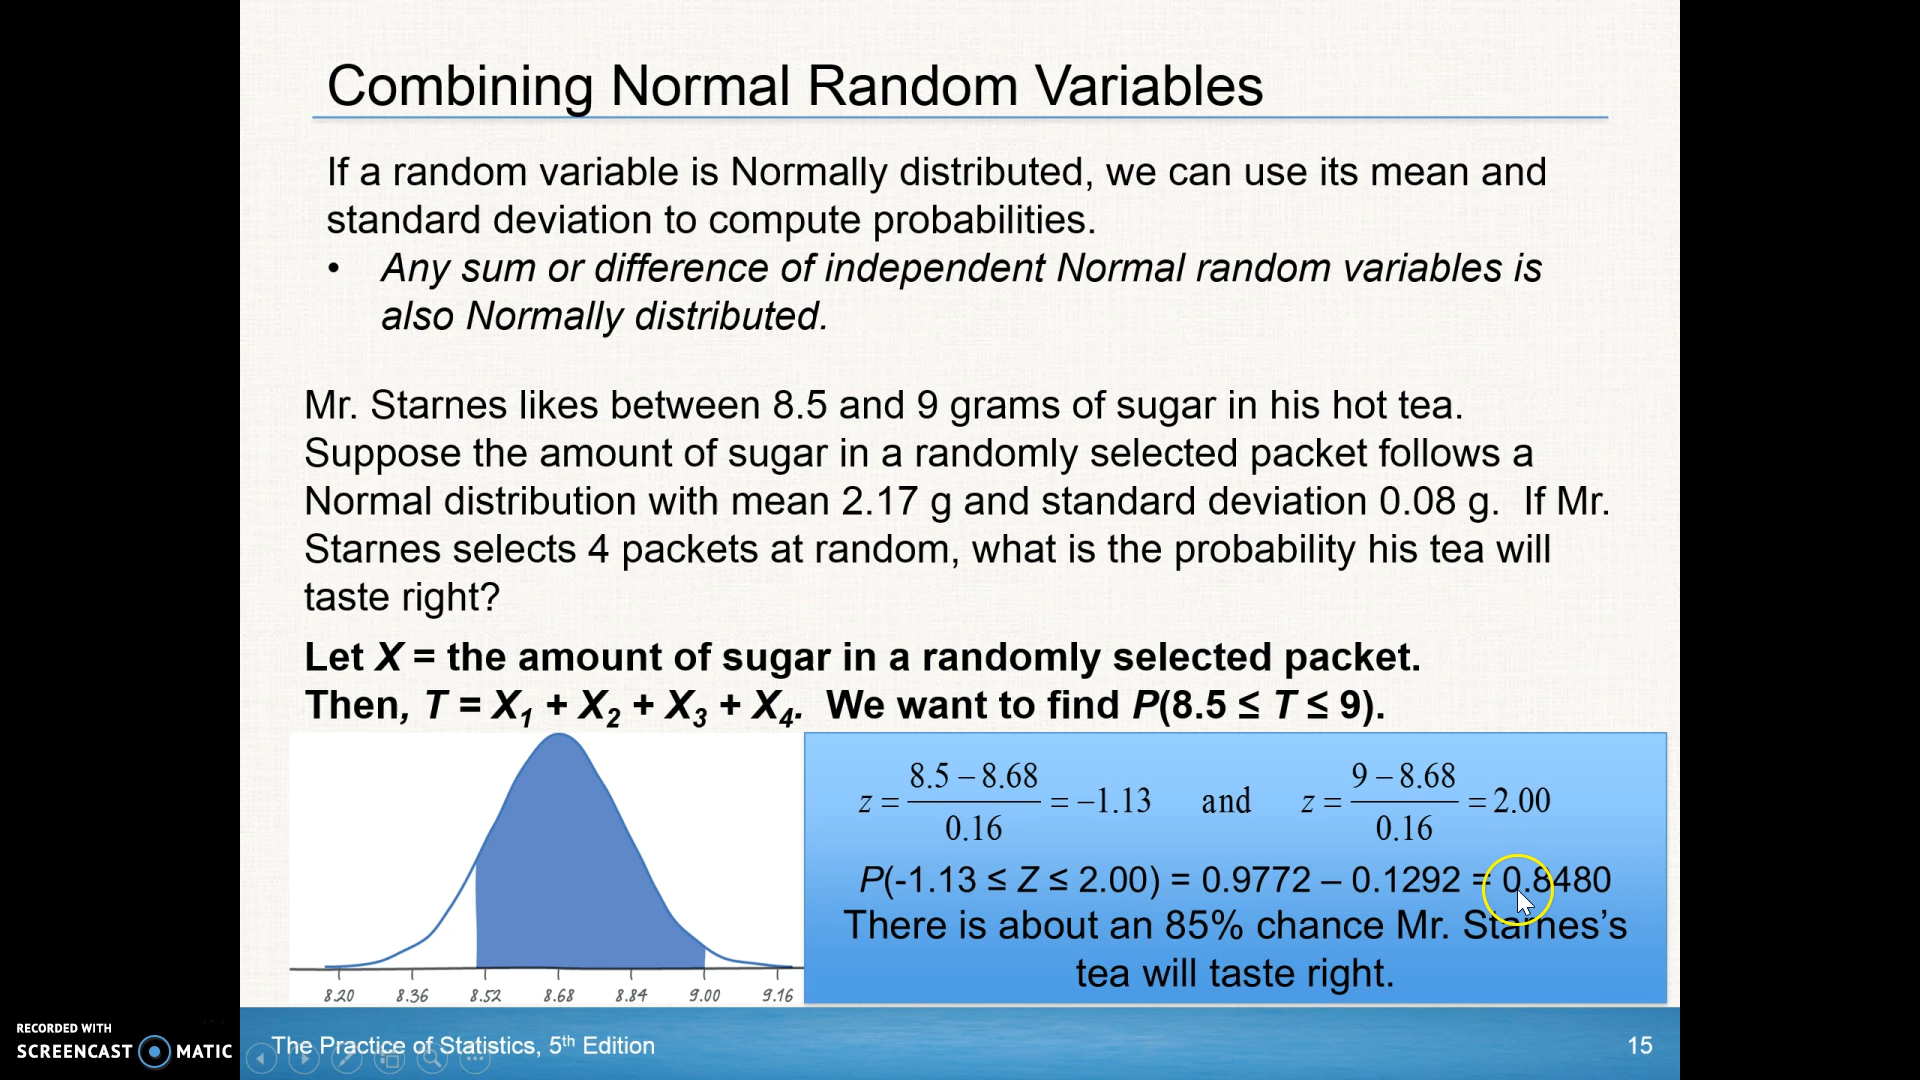 Combining Normal Random Variables
If a random variable is Normally distributed, we can use its mean and
standard deviation to compute probabilities.
• Any sum or difference of independent Normal random variables is
also Normally distributed.
Mr. Starnes likes between 8.5 and 9 grams of sugar in his hot tea.
Suppose the amount of sugar in a randomly selected packet follows a
Normal distribution with mean 2.17 g and standard deviation 0.08 g. If Mr.
Starnes selects 4 packets at random, what is the probability his tea will
taste right?
Let X = the amount of sugar in a randomly selected packet.
Then, T = X₁ + X₂ + X₃ + X₄. We want to find P(8.5 ≤ T ≤ 9).
8.20 8.36 8.52 8.68 8.84 9.00 9.16
z = (8.5 – 8.68)/0.16 = –1.13 and z = (9 – 8.68)/0.16 = 2.00
P(-1.13 ≤ Z ≤ 2.00) = 0.9772 – 0.1292 = 0.8480
There is about an 85% chance Mr. Starnes’s
tea will taste right.
RECORDED WITH
SCREENCAST MATIC
The Practice of Statistics, 5th Edition
15